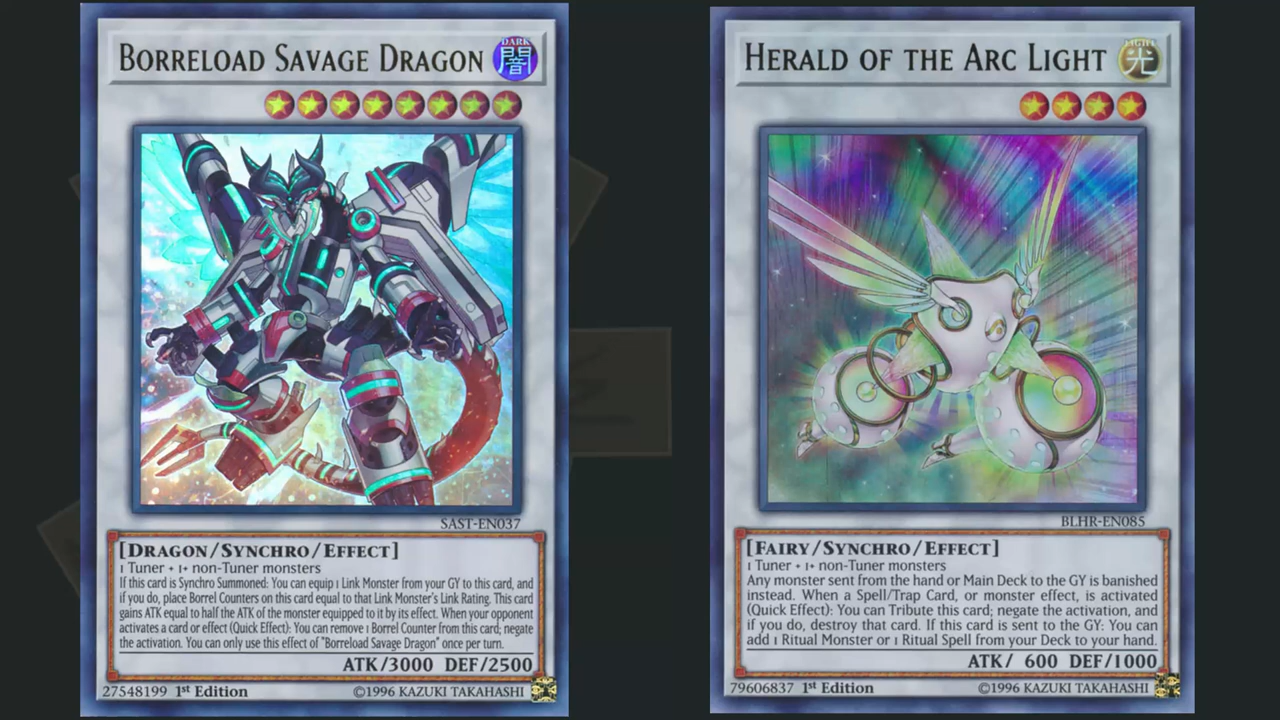 BORRELOAD SAVAGE DRAGON
DARK
闇
SAST-EN037
[DRAGON/SYNCHRO/EFFECT]
1 Tuner + 1+ non-Tuner monsters
If this card is Synchro Summoned: You can equip 1 Link Monster from your GY to this card, and
if you do, place Borrel Counters on this card equal to that Link Monster's Link Rating. This card
gains ATK equal to half the ATK of the monster equipped to it by its effect. When your opponent
activates a card or effect (Quick Effect): You can remove 1 Borrel Counter from this card; negate
the activation. You can only use this effect of "Borreload Savage Dragon" once per turn.
ATK/3000 DEF/2500
27548199 1st Edition ©1996 KAZUKI TAKAHASHI
HERALD OF THE ARC LIGHT
LIGHT
光
BLHR-EN085
[FAIRY/SYNCHRO/EFFECT]
1 Tuner + 1+ non-Tuner monsters
Any monster sent from the hand or Main Deck to the GY is banished
instead. When a Spell/Trap Card, or monster effect, is activated
(Quick Effect): You can Tribute this card; negate the activation, and
if you do, destroy that card. If this card is sent to the GY: You can
add 1 Ritual Monster or 1 Ritual Spell from your Deck to your hand.
ATK/ 600 DEF/1000
79606837 1st Edition ©1996 KAZUKI TAKAHASHI